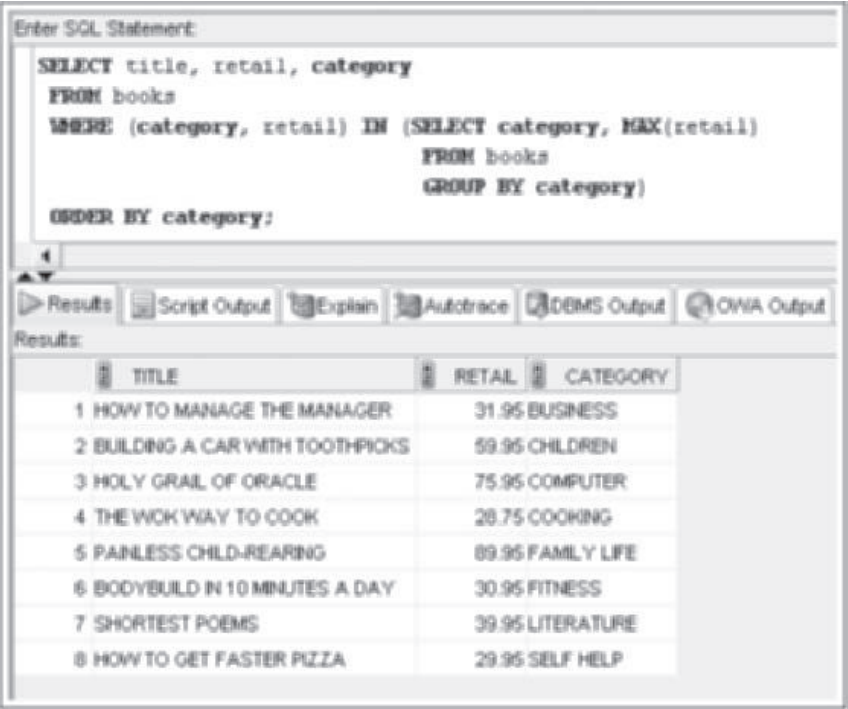 Enter SQL Statement:
SELECT title, retail, category
FROM books
WHERE (category, retail) IN (SELECT category, MAX(retail)
FROM books
GROUP BY category)
ORDER BY category;
Results Script Output Explain Autotrace DBMS Output OWA Output
Results:
TITLE RETAIL CATEGORY
1 HOW TO MANAGE THE MANAGER 31.95 BUSINESS
2 BUILDING A CAR WITH TOOTHPICKS 59.95 CHILDREN
3 HOLY GRAIL OF ORACLE 75.95 COMPUTER
4 THE WOK WAY TO COOK 28.75 COOKING
5 PAINLESS CHILD-REARING 89.95 FAMILY LIFE
6 BODYBUILD IN 10 MINUTES A DAY 30.95 FITNESS
7 SHORTEST POEMS 39.95 LITERATURE
8 HOW TO GET FASTER PIZZA 29.95 SELF HELP